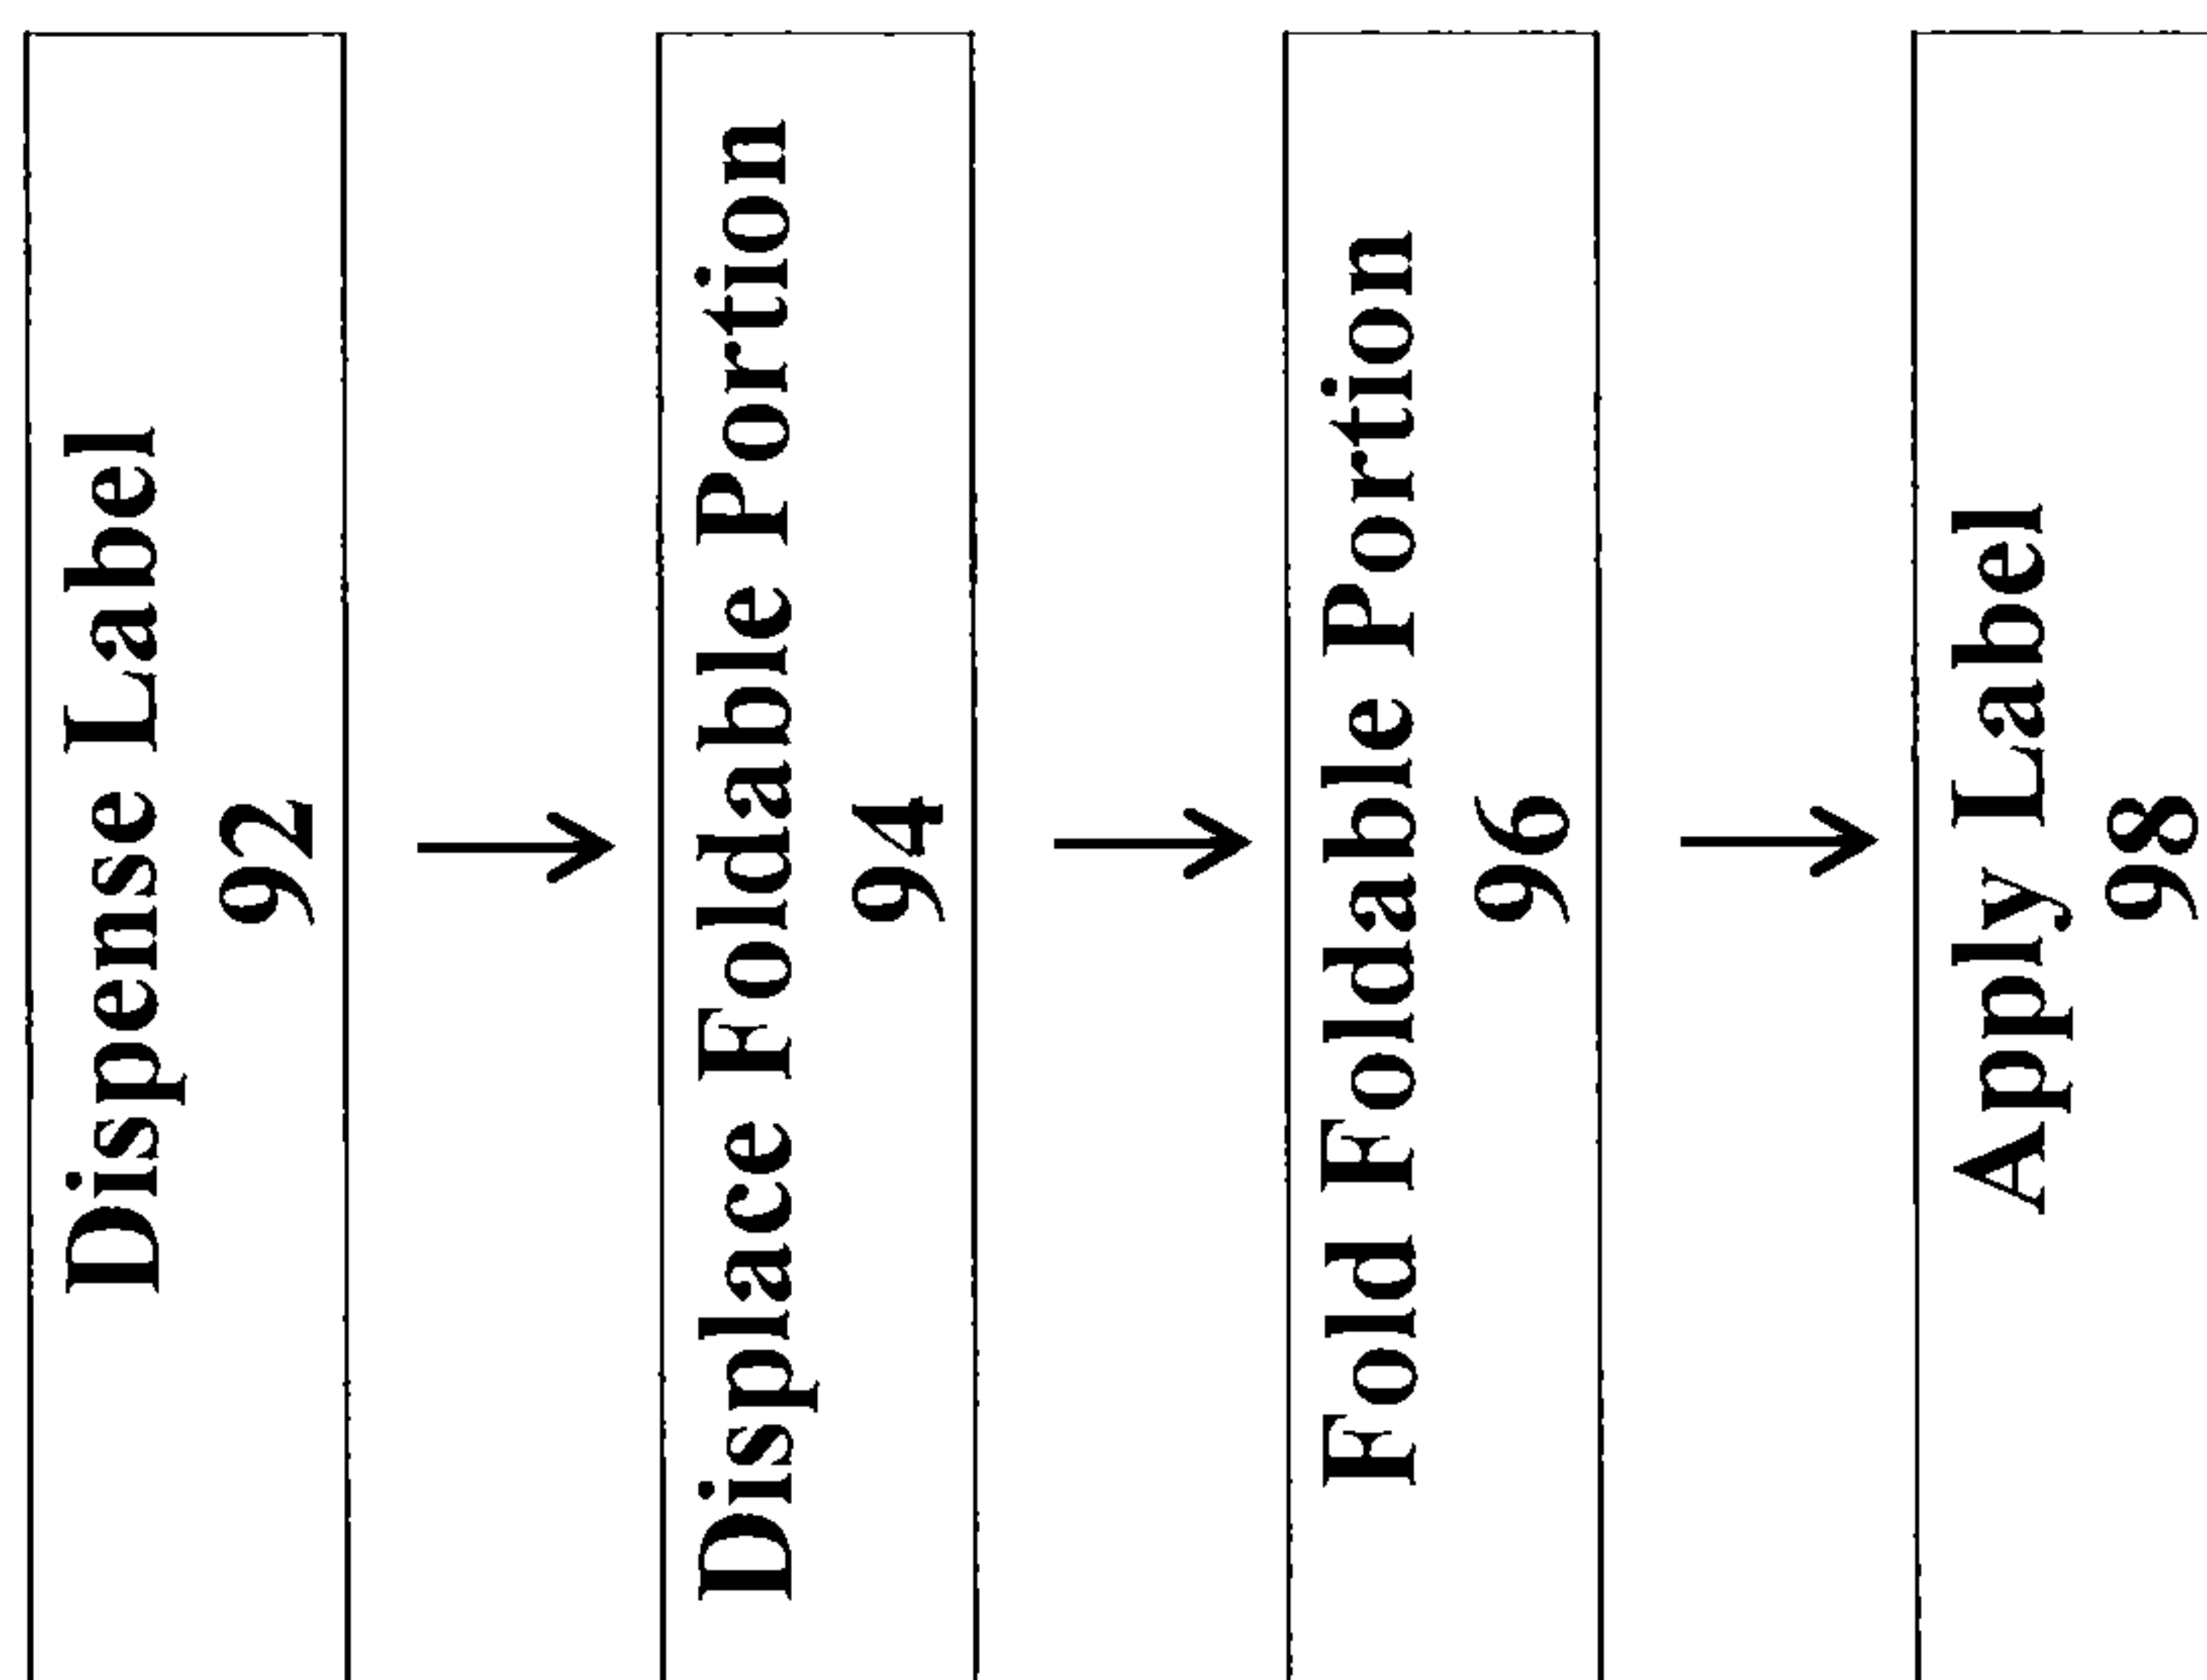 Dispense Label
92
Displace Foldable Portion
94
Fold Foldable Portion
96
Apply Label
98